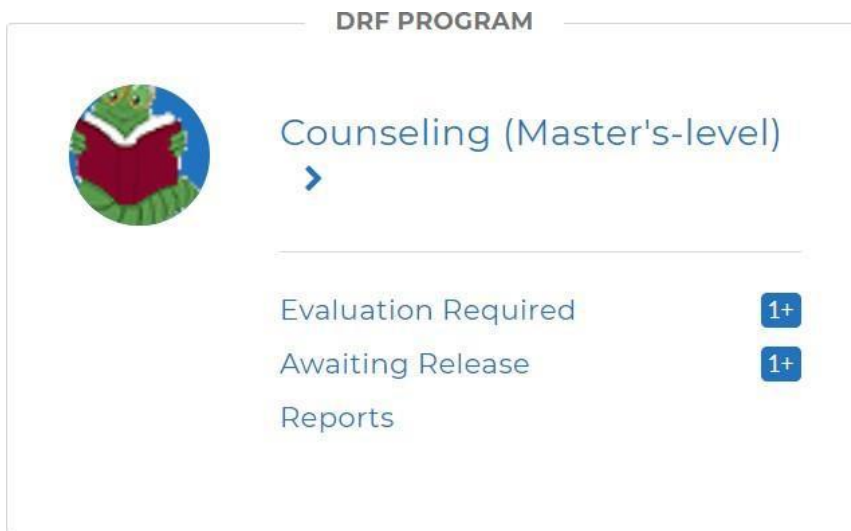 DRF PROGRAM
Counseling (Master's-level)
Evaluation Required 1+
Awaiting Release 1+
Reports